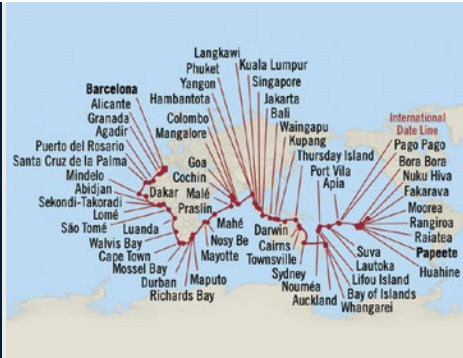 Langkawi
Phuket
Kuala Lumpur
Yangon
Singapore
Barcelona
Hambantota
Jakarta
Alicante
Colombo
Bali
International
Date Line
Granada
Mangalore
Waingapu
Pago Pago
Agadir
Kupang
Bora Bora
Puerto del Rosario
Goa
Thursday Island
Nuku Hiva
Santa Cruz de la Palma
Cochin
Port Vila
Fakarava
Mindelo
Malé
Apia
Moorea
Abidjan
Dakar
Praslin
Rangiroa
Sekondi-Takoradi
Raiatea
Lomé
Luanda
Mahé
Darwin
Suva
Papeete
São Tomé
Nosy Be
Cairns
Lautoka
Huahine
Walvis Bay
Mayotte
Townsville
Lifou Island
Cape Town
Sydney
Bay of Islands
Mossel Bay
Maputo
Nouméa
Whangarei
Durban
Auckland
Richards Bay